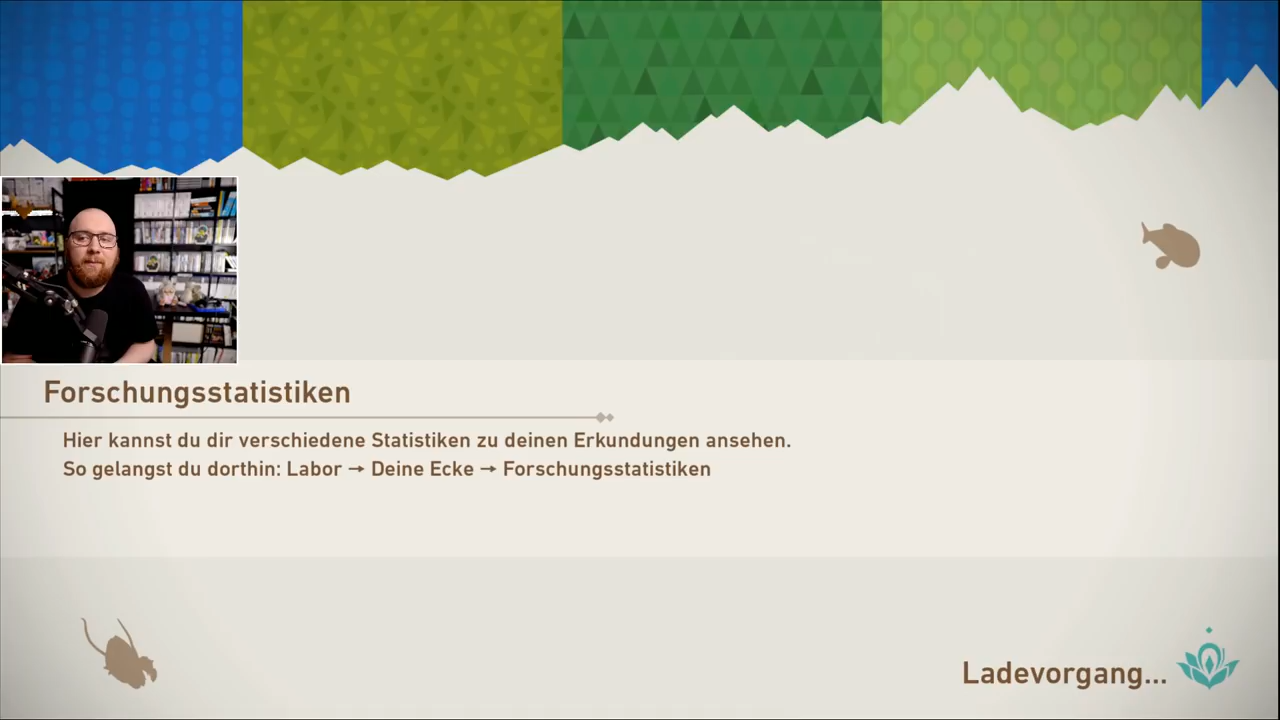 Forschungsstatistiken
Hier kannst du dir verschiedene Statistiken zu deinen Erkundungen ansehen.
So gelangst du dorthin: Labor → Deine Ecke → Forschungsstatistiken
Ladevorgang...